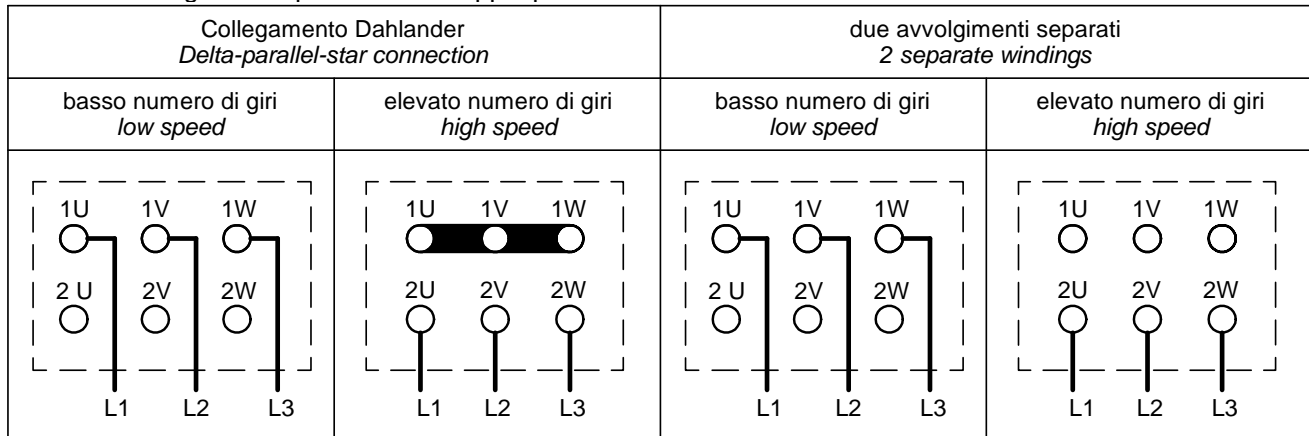 Collegamento Dahlander
Delta-parallel-star connection
due avvolgimenti separati
2 separate windings
basso numero di giri
low speed
elevato numero di giri
high speed
basso numero di giri
low speed
elevato numero di giri
high speed
1U 1V 1W
2 U 2V 2W
L1 L2 L3
1U 1V 1W
2U 2V 2W
L1 L2 L3
1U 1V 1W
2 U 2V 2W
L1 L2 L3
1U 1V 1W
2U 2V 2W
L1 L2 L3